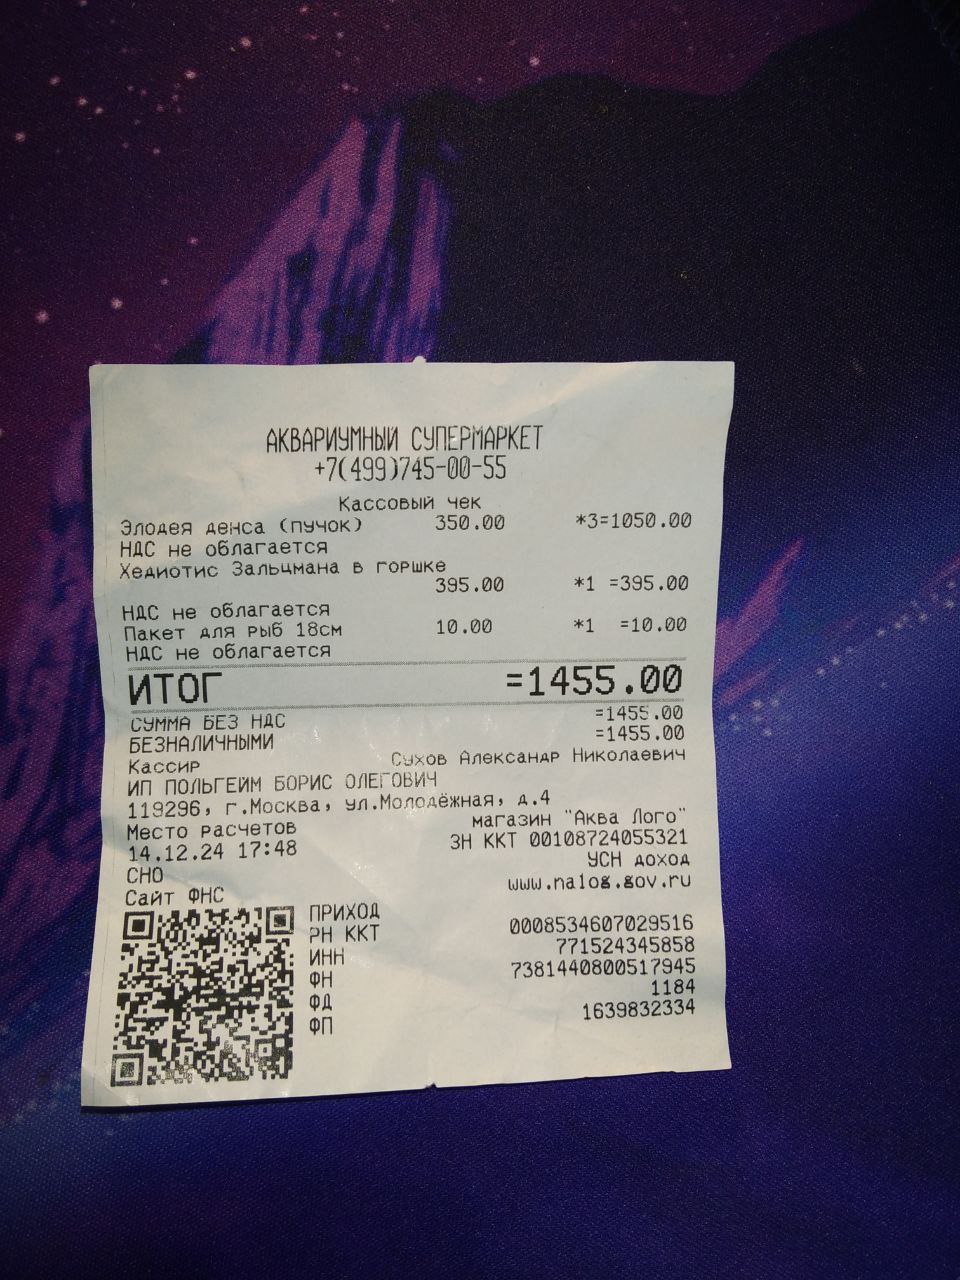 АКВАРИУМНЫЙ СУПЕРМАРКЕТ
+7(499)745-00-55
Кассовый чек
Элодея денса (пучок) 350.00 *3=1050.00
НДС не облагается
Хедиотис Зальцмана в горшке
395.00 *1 =395.00
НДС не облагается
Пакет для рыб 18см 10.00 *1 =10.00
НДС не облагается
ИТОГ =1455.00
СУММА БЕЗ НДС =1455.00
БЕЗНАЛИЧНЫМИ =1455.00
Кассир Сухов Александр Николаевич
ИП ПОЛЬГЕЙМ БОРИС ОЛЕГОВИЧ
119296, г.Москва, ул.Молодёжная, д.4
Место расчетов магазин "Аква Лого"
14.12.24 17:48 ЗН ККТ 00108724055321
СНО УСН доход
Сайт ФНС www.nalog.gov.ru
ПРИХОД
РН ККТ 0008534607029516
ИНН 771524345858
ФН 7381440800517945
ФД 1184
ФП 1639832334